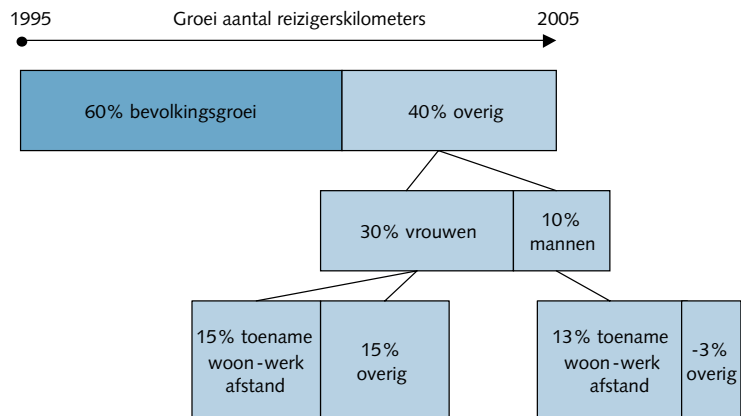 1995 Groei aantal reizigerskilometers 2005
60% bevolkingsgroei 40% overig
30% vrouwen
10%
mannen
15% toename
woon-werk
afstand
15%
overig
13% toename
woon-werk
afstand
-3%
overig